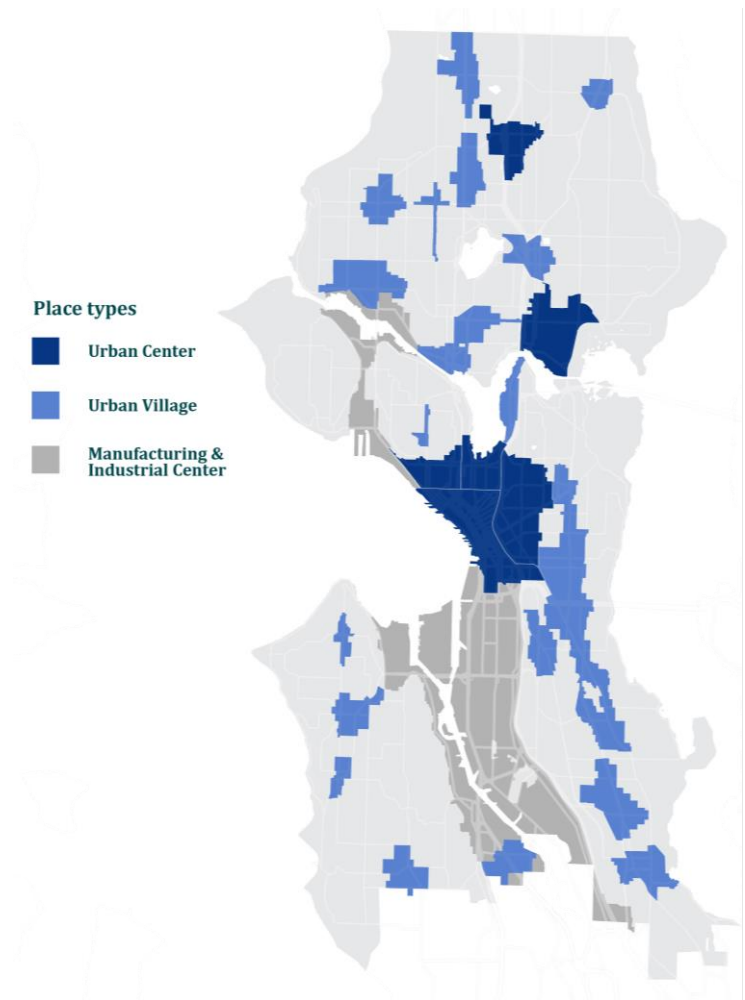 Place types
Urban Center
Urban Village
Manufacturing &
Industrial Center